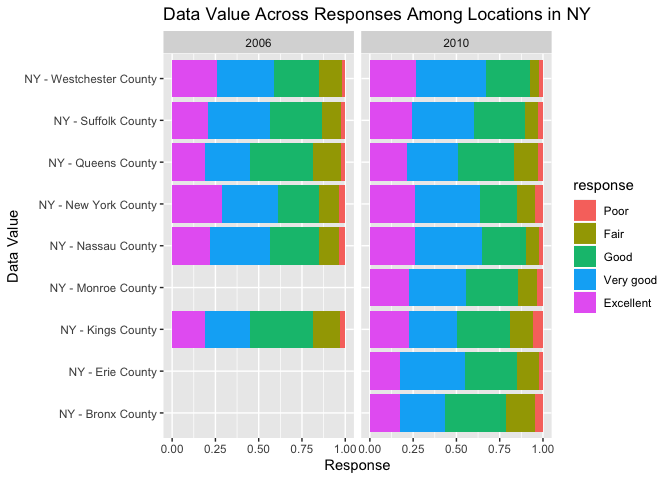 Data Value Across Responses Among Locations in NY
2006
2010
NY - Westchester County
NY - Suffolk County
NY - Queens County
NY - New York County
NY - Nassau County
NY - Monroe County
NY - Kings County
NY - Erie County
NY - Bronx County
Data Value
0.00 0.25 0.50 0.75 1.00
0.00 0.25 0.50 0.75 1.00
Response
response
Poor
Fair
Good
Very good
Excellent